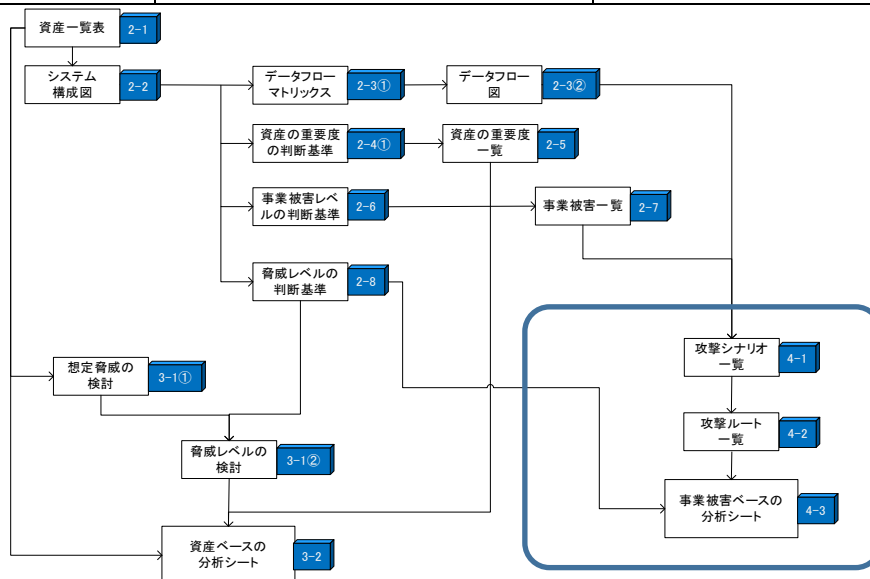 資産一覧表
2-1
システム
構成図
2-2
データフロー
マトリックス
2-3①
データフロー
図
2-3②
資産の重要度
の判断基準
2-4①
資産の重要度
一覧
2-5
事業被害レベ
ルの判断基準
2-6
事業被害一覧
2-7
脅威レベルの
判断基準
2-8
攻撃シナリオ
一覧
4-1
想定脅威の
検討
3-1①
攻撃ルート
一覧
4-2
脅威レベルの
検討
3-1②
事業被害ベースの
分析シート
4-3
資産ベースの
分析シート
3-2